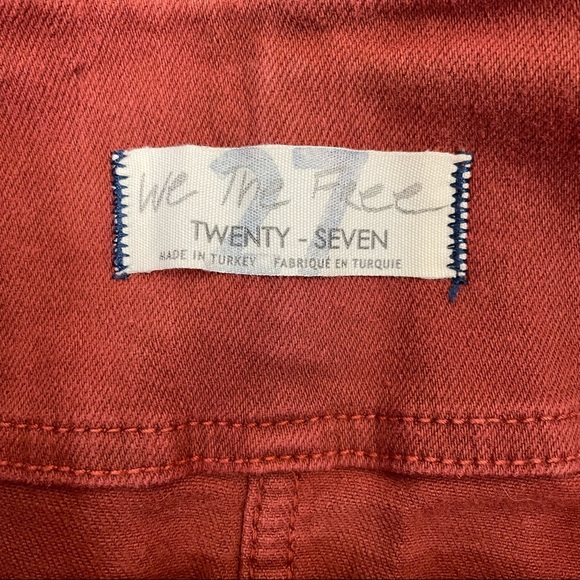 27
We The Free
TWENTY - SEVEN
MADE IN TURKEY FABRIQUÉ EN TURQUIE